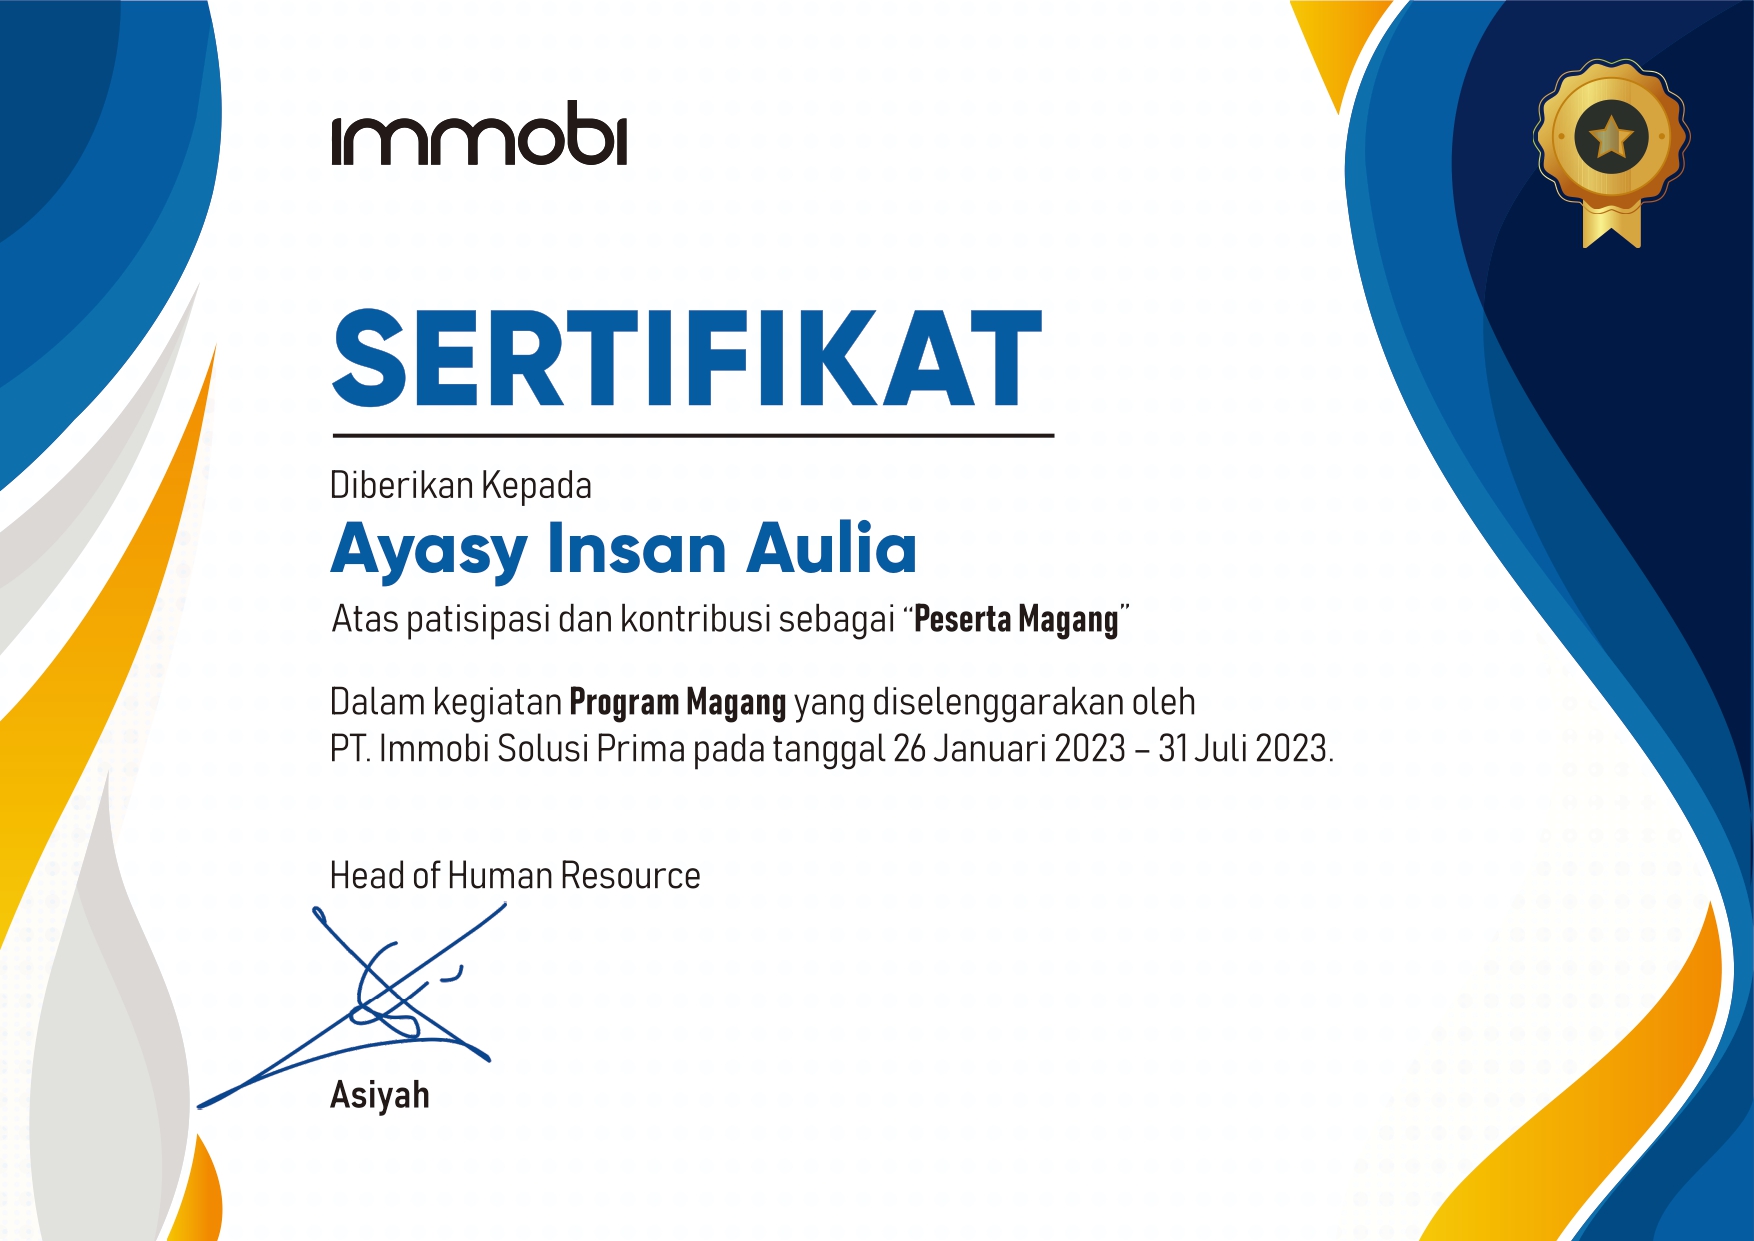 immobi
SERTIFIKAT
Diberikan Kepada
Ayasy Insan Aulia
Atas patisipasi dan kontribusi sebagai “Peserta Magang”
Dalam kegiatan Program Magang yang diselenggarakan oleh
PT. Immobi Solusi Prima pada tanggal 26 Januari 2023 – 31 Juli 2023.
Head of Human Resource
Asiyah